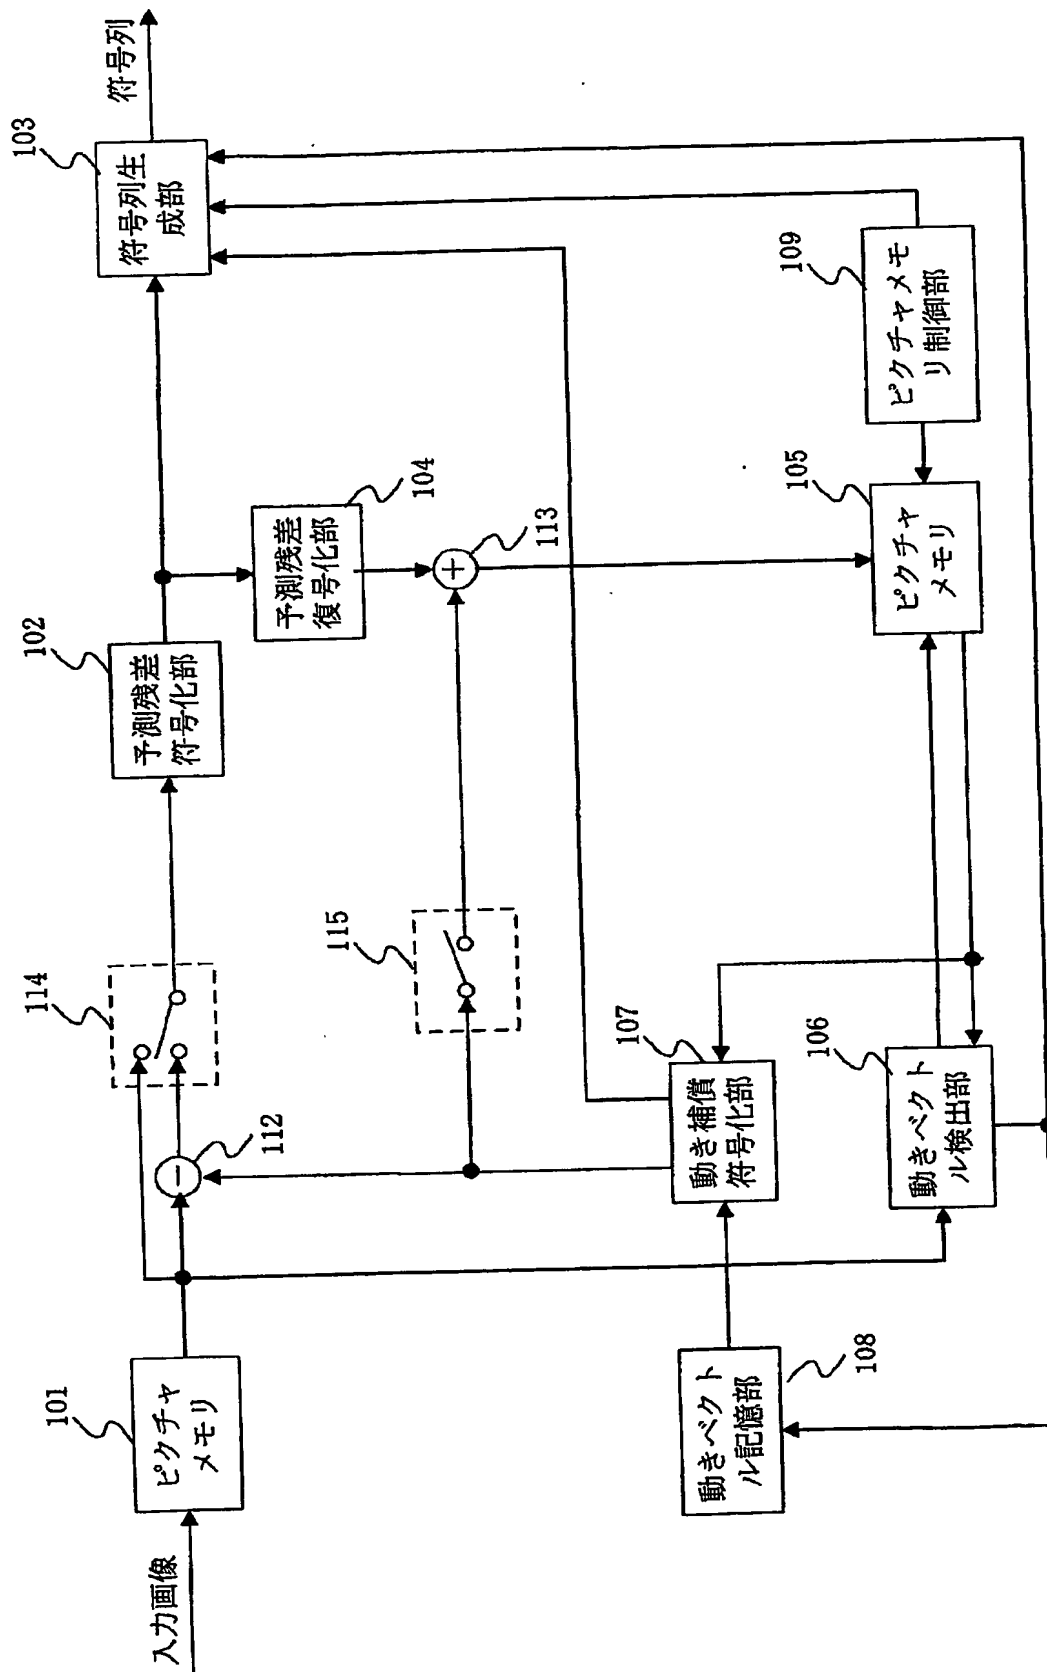 入力画像
101
ピクチャ
メモリ
112
114
102
予測残差
符号化部
103
符号列生
成部
符号列
115
104
予測残差
復号化部
113
108
動きベクト
ル記憶部
107
動き補償
符号化部
106
動きベクト
ル検出部
105
ピクチャ
メモリ
109
ピクチャメモ
リ制御部